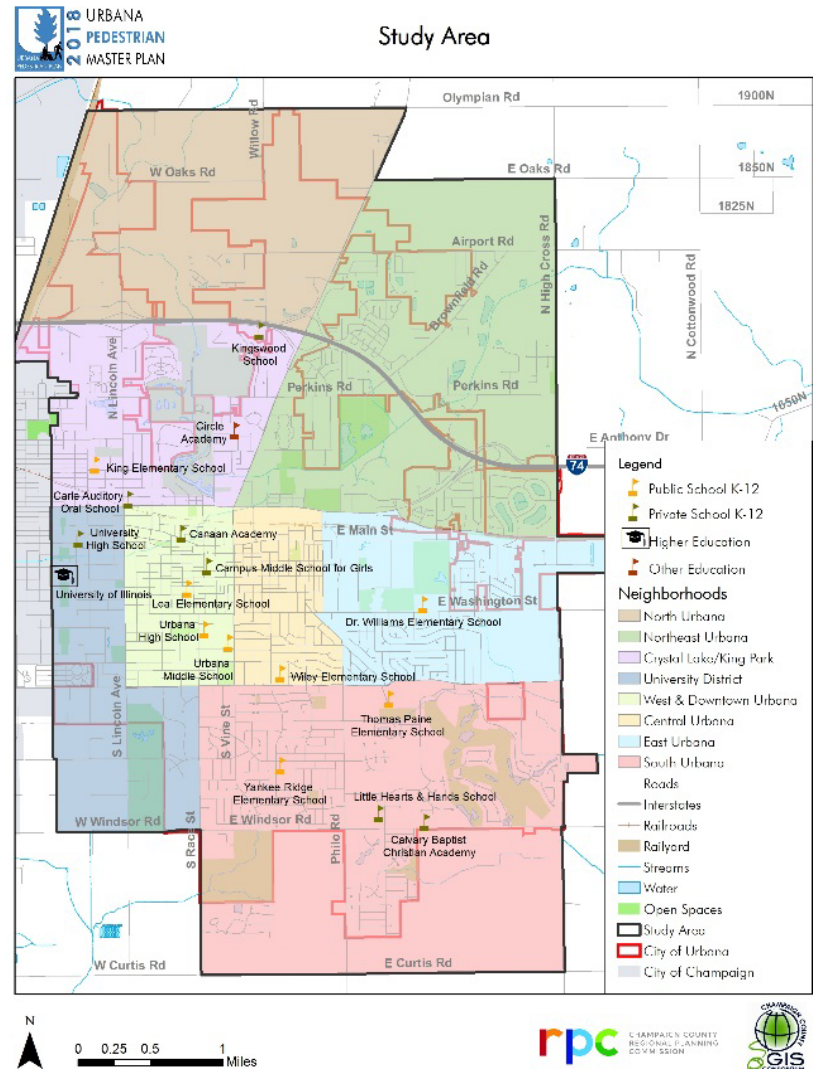 2018
URBANA
PEDESTRIAN
MASTER PLAN
URBANA
PEDESTRIAN PLAN
Study Area
Olympian Rd
1900N
Willow Rd
W Oaks Rd
E Oaks Rd
1850N
1825N
Airport Rd
N High Cross Rd
Brownfield Rd
N Cottonwood Rd
Kingswood
School
N Lincoln Ave
Perkins Rd
Perkins Rd
1050N
Circle
Academy
E Anthony Dr
74
King Elementary School
Carle Auditory
Oral School
University
High School
Canaan Academy
E Main St
Campus Middle School for Girls
University of Illinois
Leal Elementary School
E Washington St
Dr. Williams Elementary School
Urbana
High School
Urbana
Middle School
Wiley Elementary School
S Lincoln Ave
S Vine St
Thomas Paine
Elementary School
Yankee Ridge
Elementary School
Little Hearts & Hands School
W Windsor Rd
E Windsor Rd
S Race St
Philo Rd
Calvary Baptist
Christian Academy
W Curtis Rd
E Curtis Rd
Legend
Public School K-12
Private School K-12
Higher Education
Other Education
Neighborhoods
North Urbana
Northeast Urbana
Crystal Lake/King Park
University District
West & Downtown Urbana
Central Urbana
East Urbana
South Urbana
Roads
Interstates
Railroads
Railyard
Streams
Water
Open Spaces
Study Area
City of Urbana
City of Champaign
N
0 0.25 0.5 1
Miles
rpc
CHAMPAIGN COUNTY
REGIONAL PLANNING
COMMISSION
CHAMPAIGN COUNTY
GIS
CONSORTIUM